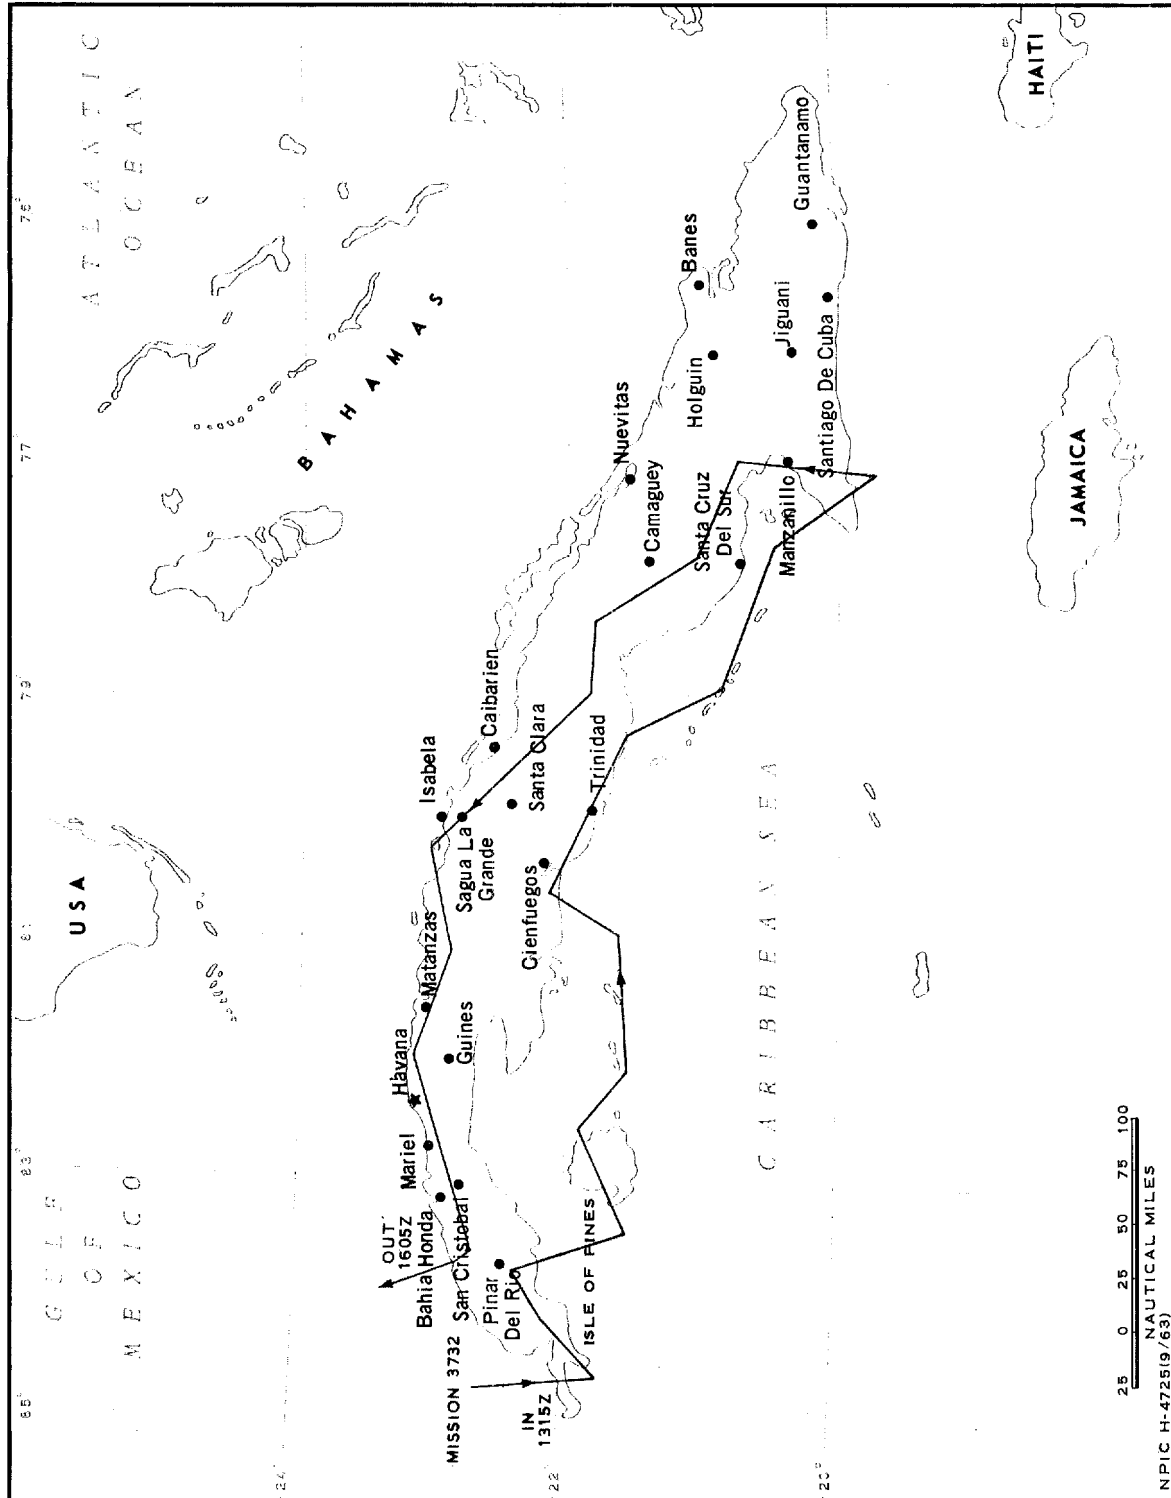 GULF
OF
MEXICO
USA
ATLANTIC
OCEAN
BAHAMAS
85°
83
81
79
77
75°
24°
22
20°
MISSION 3732
IN
1315Z
OUT
1605Z
Bahia Honda
Mariel
Havana
San Cristobal
Pinar
Del Rio
Guines
Matanzas
Isabela
Sagua La
Grande
Caibarien
Santa Clara
Cienfuegos
Trinidad
Nuevitas
Camaguey
Santa Cruz
Del Sur
Holguin
Banes
Manzanillo
Jiguani
Santiago De Cuba
Guantanamo
ISLE OF PINES
CARIBBEAN SEA
JAMAICA
HAITI
25 0 25 50 75 100
NAUTICAL MILES
NPIC H-4725(9/63)